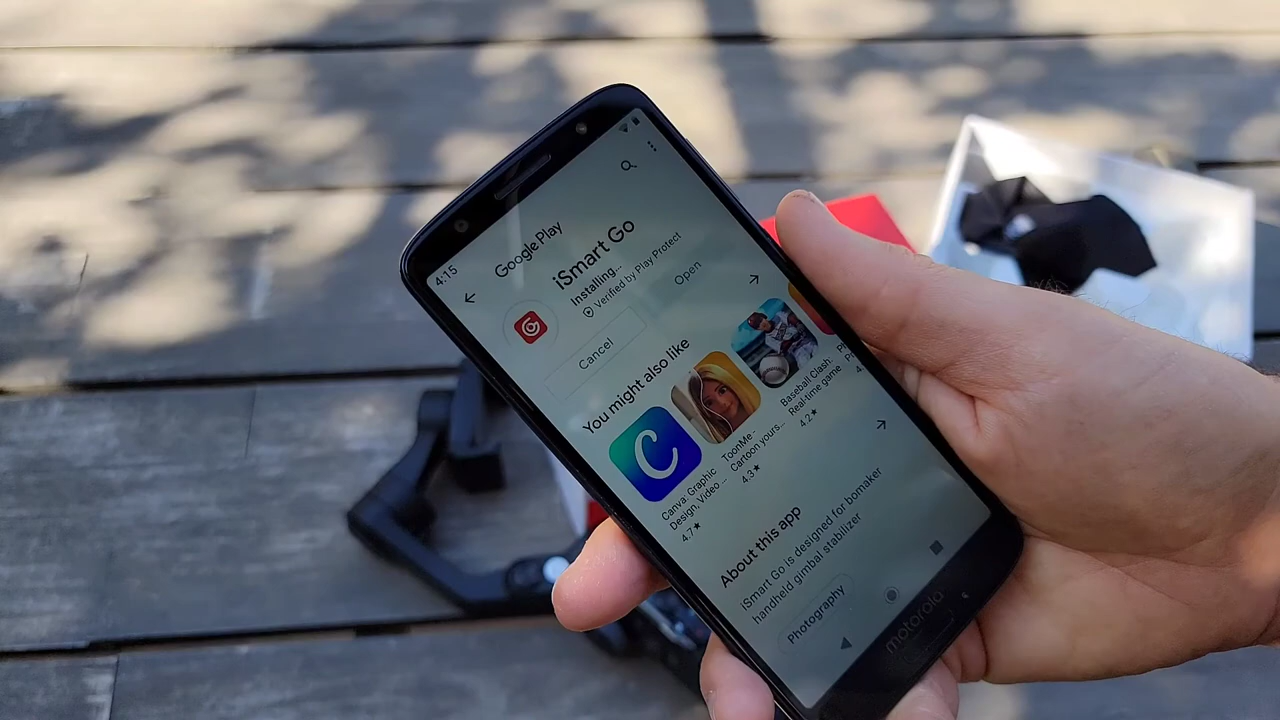 4:15
Google Play
iSmart Go
Installing...
Verified by Play Protect
Cancel
Open
You might also like
Canva: Graphic
Design, Video ...
4.7★
ToonMe -
Cartoon yours...
4.3★
Baseball Clash:
Real-time game
4.2★
About this app
iSmart Go is designed for bomaker
handheld gimbal stabilizer
Photography
motorola